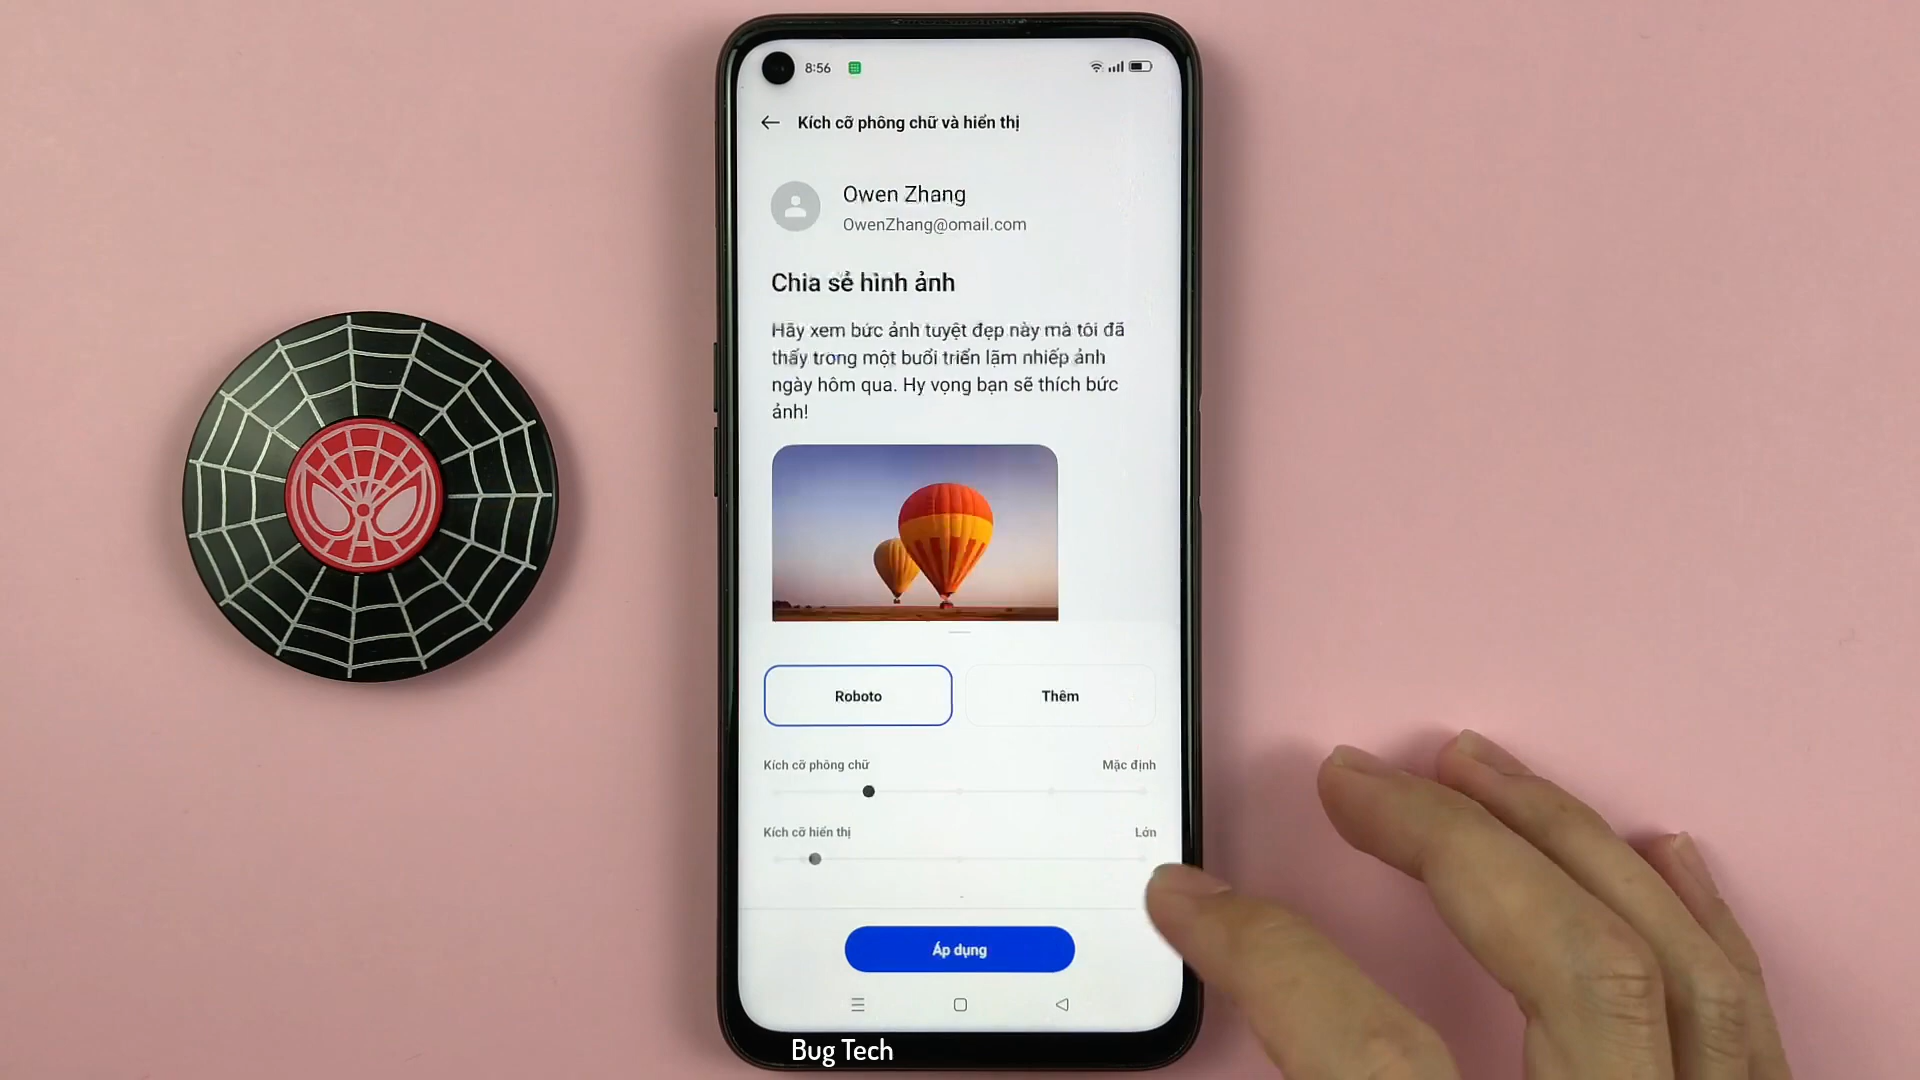 8:56
Kích cỡ phông chữ và hiển thị
Owen Zhang
OwenZhang@omail.com
Chia sẻ hình ảnh
Hãy xem bức ảnh tuyệt đẹp này mà tôi đã
thấy trong một buổi triển lãm nhiếp ảnh
ngày hôm qua. Hy vọng bạn sẽ thích bức
ảnh!
Roboto
Thêm
Kích cỡ phông chữ
Mặc định
Kích cỡ hiển thị
Lớn
Áp dụng
Bug Tech